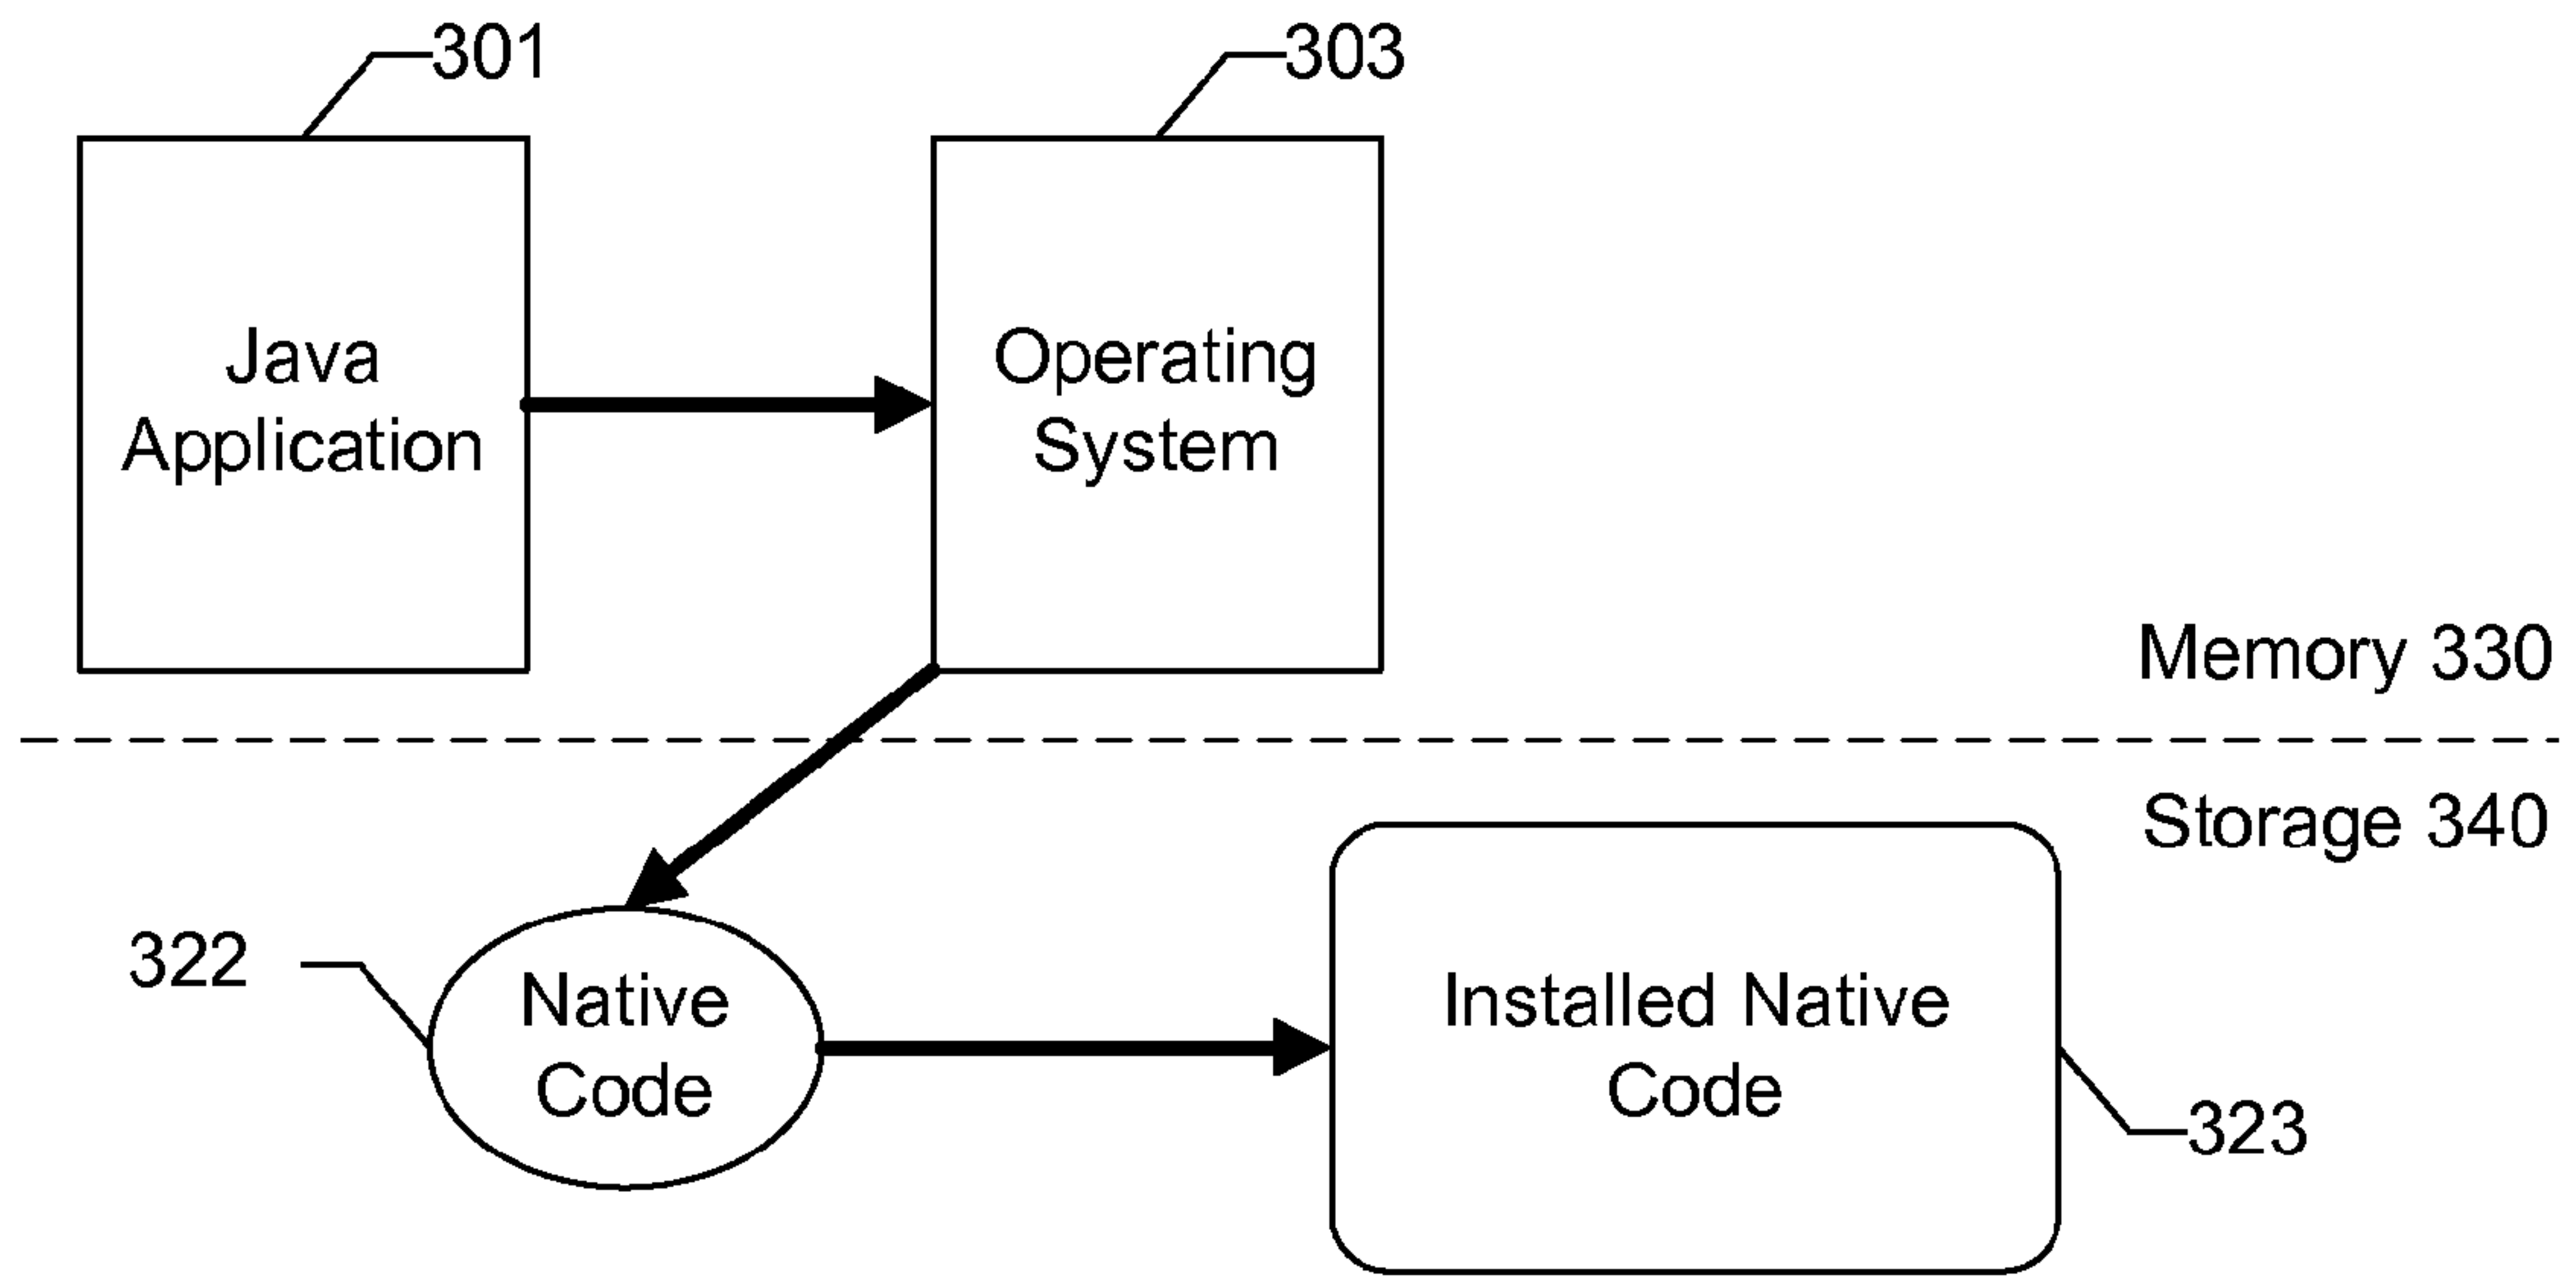 301
303
Java
Application
Operating
System
Memory 330
Storage 340
322
Native
Code
Installed Native
Code
323